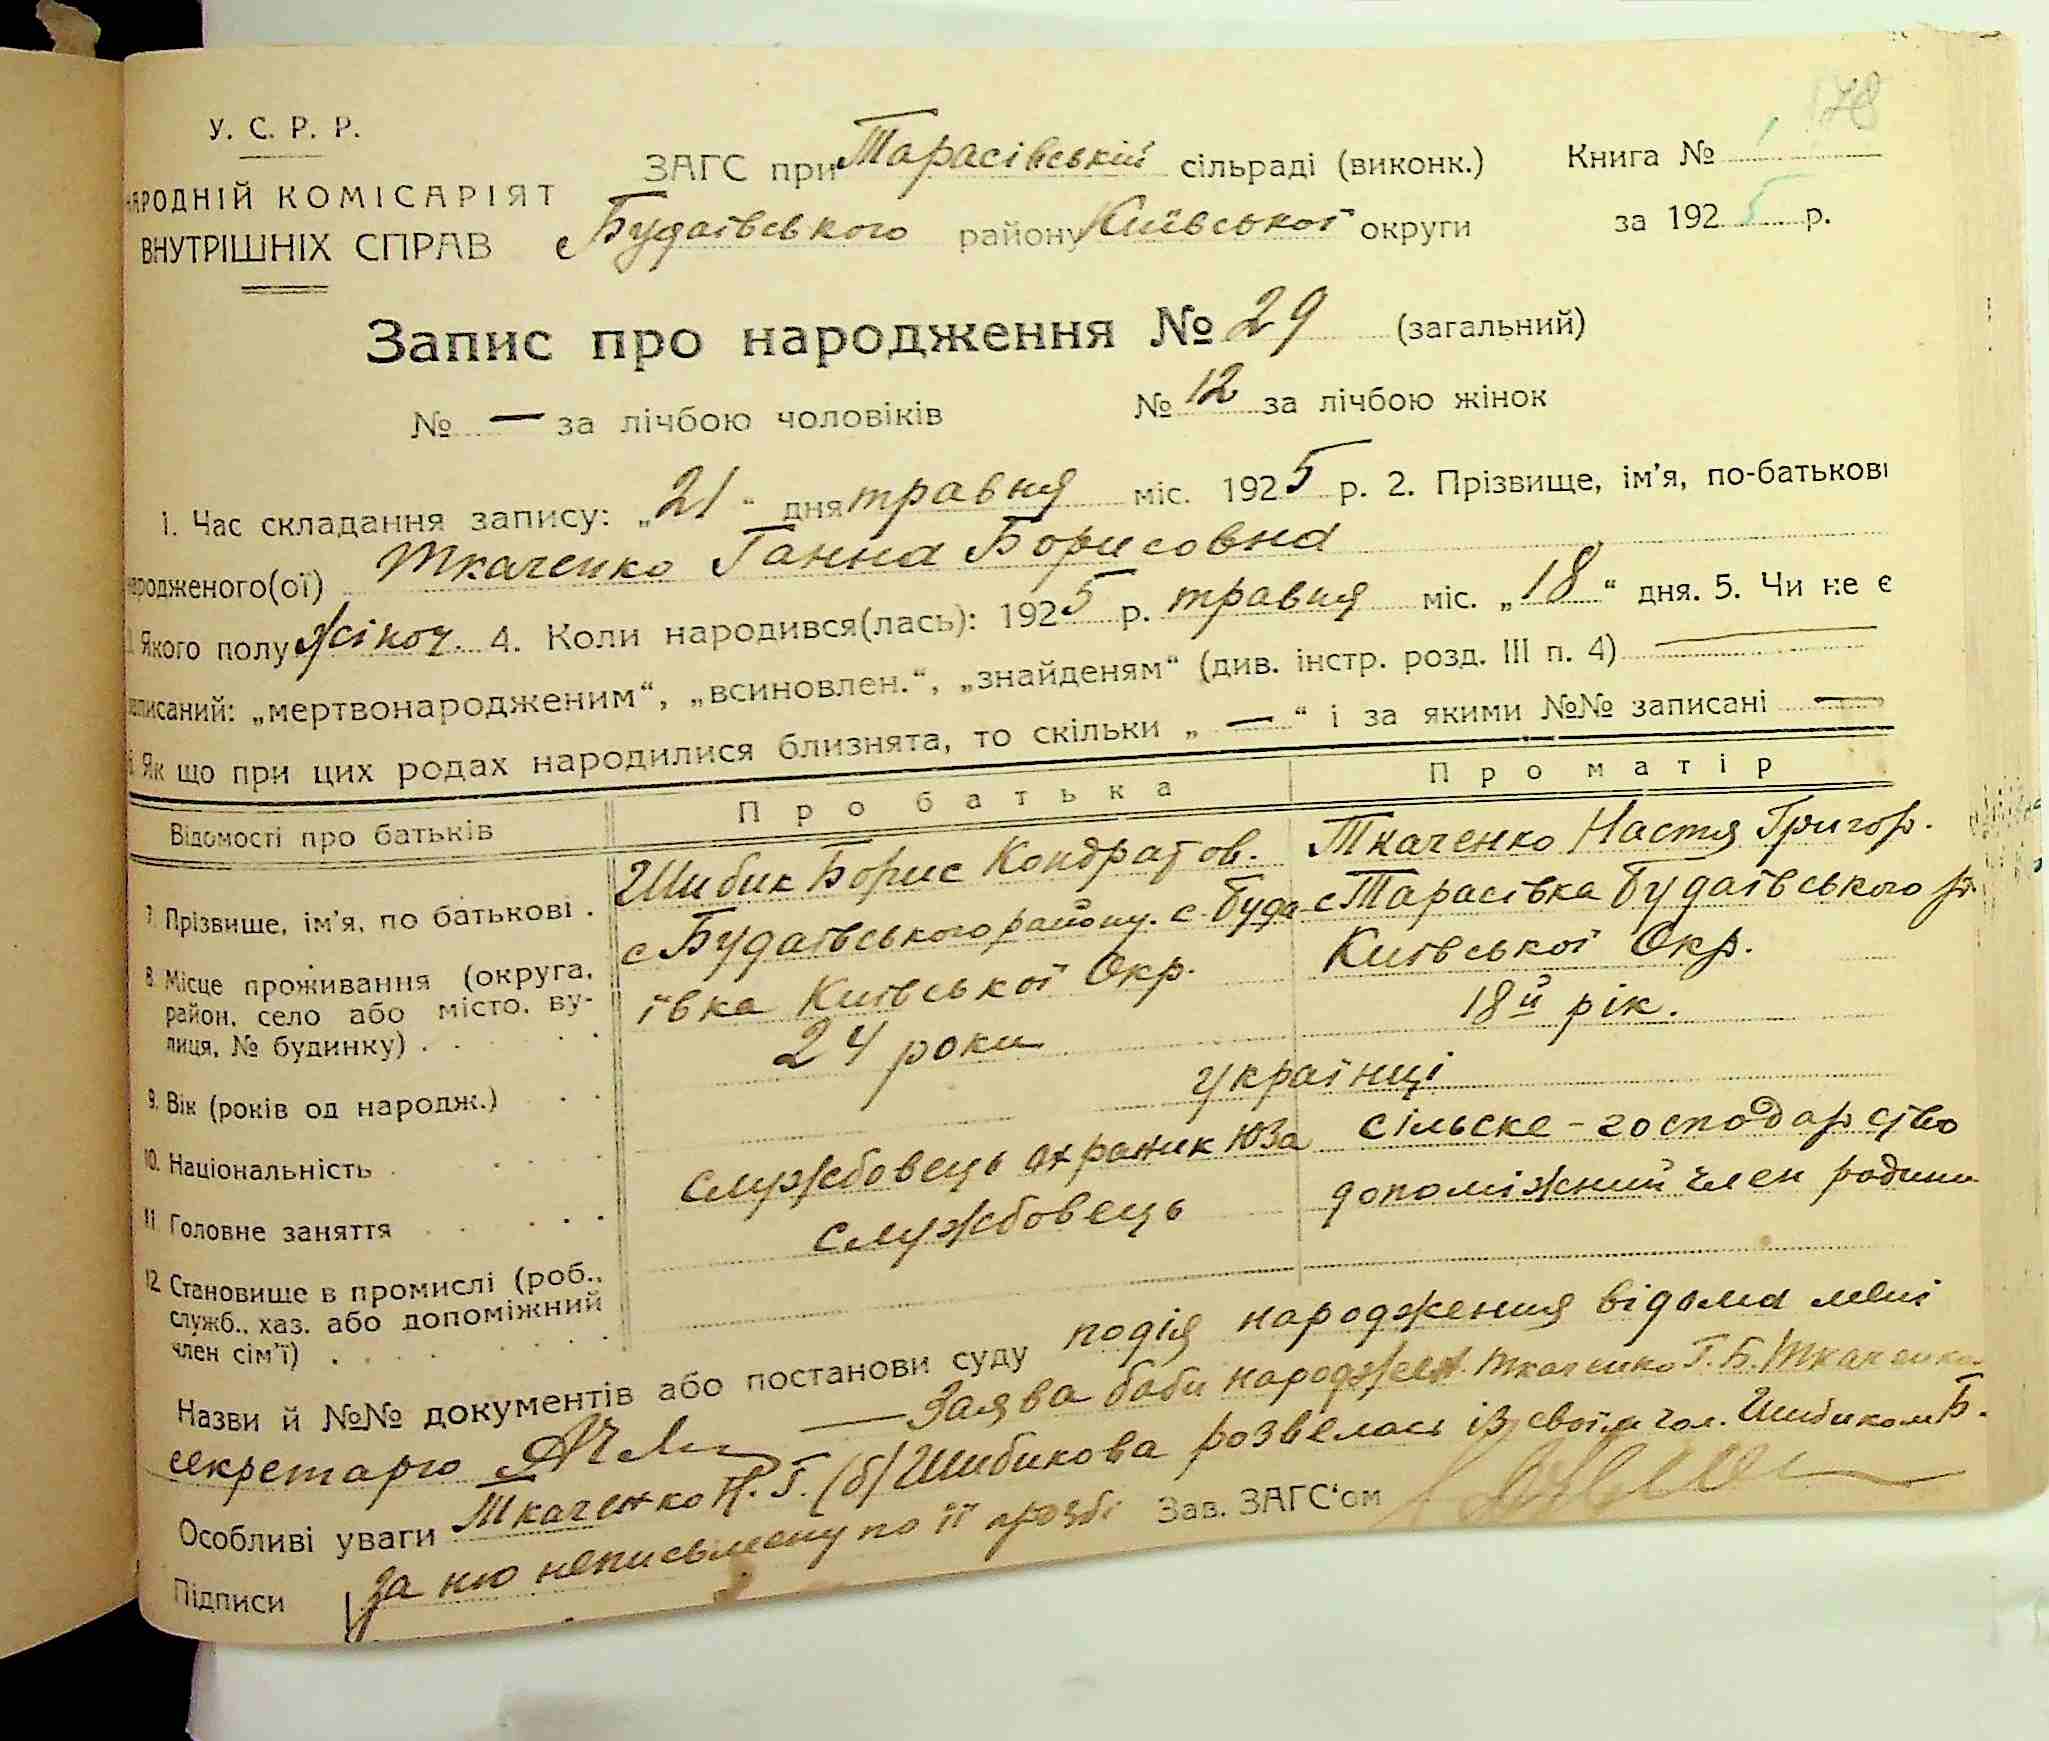 178
У. С. Р. Р.
НАРОДНІЙ КОМІСАРІЯТ
ВНУТРІШНІХ СПРАВ
ЗАГС при Тарасівській сільраді (виконк.) Книга № 1
Будаївського району Київської округи за 1925 р.
Запис про народження № 29 (загальний)
№ — за лічбою чоловіків № 12 за лічбою жінок
1. Час складання запису: „21“ дня травня міс. 1925 р. 2. Прізвище, ім'я, по-батькові
народженого(ої) Ткаченко Ганна Борисовна
3. Якого полу жіноч. 4. Коли народився(лась): 1925 р. травня міс. „18“ дня. 5. Чи не є
записаний: „мертвонародженим“, „всиновлен.“, „знайденям“ (див. інстр. розд. III п. 4) —
6. Як що при цих родах народилися близнята, то скільки „ — “ і за якими №№ записані —
Відомості про батьків Про батька Про матір
7. Прізвище, ім'я, по батькові . Шибик Борис Кондратов. Ткаченко Настя Григор.
8. Місце проживання (округа, район, село або місто, вулиця, № будинку) . с Будаївського району. с. Буда
ївка Київської Окр.
с Тарасівка Будаївського р.
Київської Окр.
9. Вік (років од народж.) 24 роки 18й рік.
10. Національність українці
11. Головне заняття службовець охраник ЮЗа сільске-господарство
12. Становище в промислі (роб., служб., хаз. або допоміжний член сім'ї) . службовець допоміжний член родини
Назви й №№ документів або постанови суду подія народження відома мені
секретарю — Заява баби народжен. Ткаченко Г. Б. Ткаченко
Особливі уваги Ткаченко Н. Г. (б) Шибикова розвелась із своїм чол. Шибиком Б.
Підписи за ню неписьмену по її прозбі Зав. ЗАГС'ом